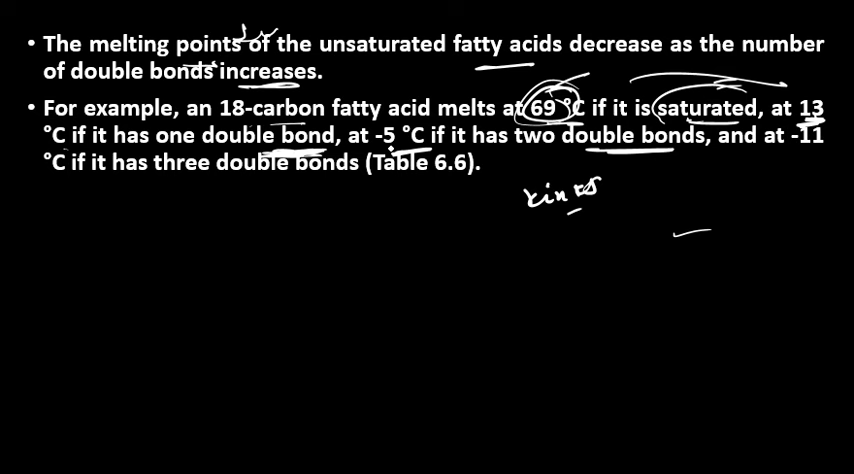 • The melting points of the unsaturated fatty acids decrease as the number
of double bonds increases.
• For example, an 18-carbon fatty acid melts at 69 °C if it is saturated, at 13
°C if it has one double bond, at -5 °C if it has two double bonds, and at -11
°C if it has three double bonds (Table 6.6).